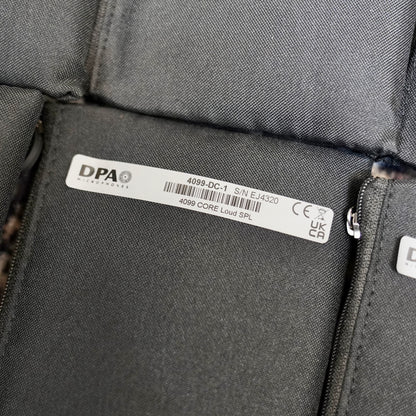 DPA
MICROPHONES
4099-DC-1 S/N EJ4320
4099 CORE Loud SPL
CE
UK
CA
D
M